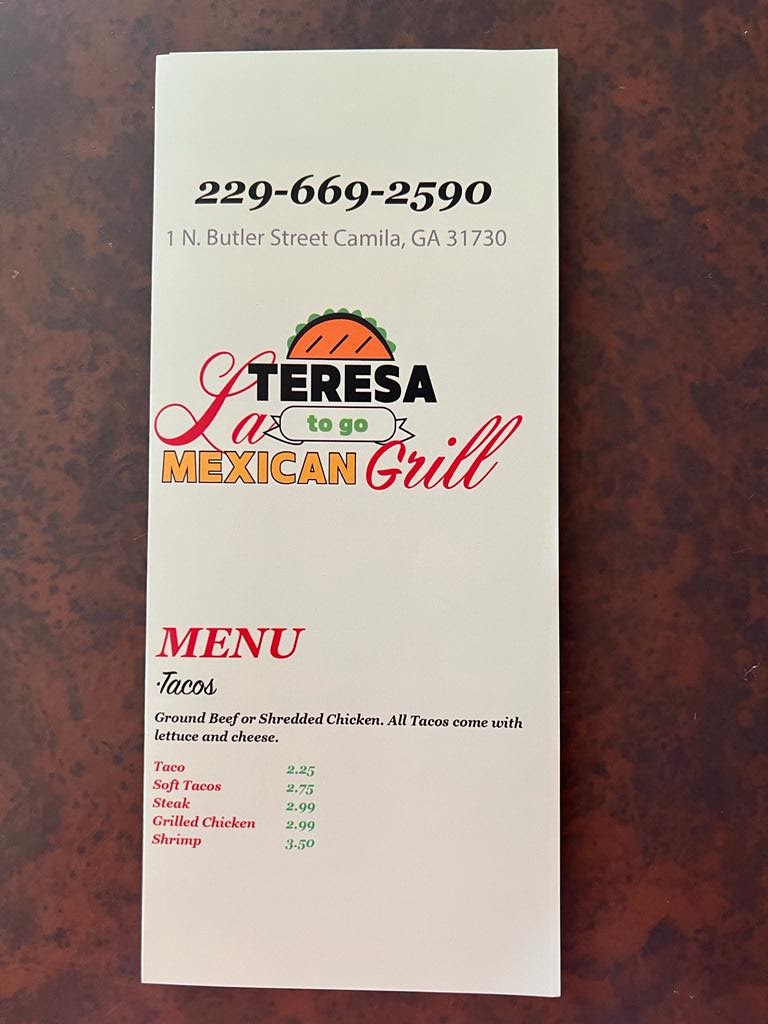 229-669-2590
1 N. Butler Street Camila, GA 31730
La TERESA
to go
MEXICAN Grill
MENU
·Tacos
Ground Beef or Shredded Chicken. All Tacos come with
lettuce and cheese.
Taco 2.25
Soft Tacos 2.75
Steak 2.99
Grilled Chicken 2.99
Shrimp 3.50